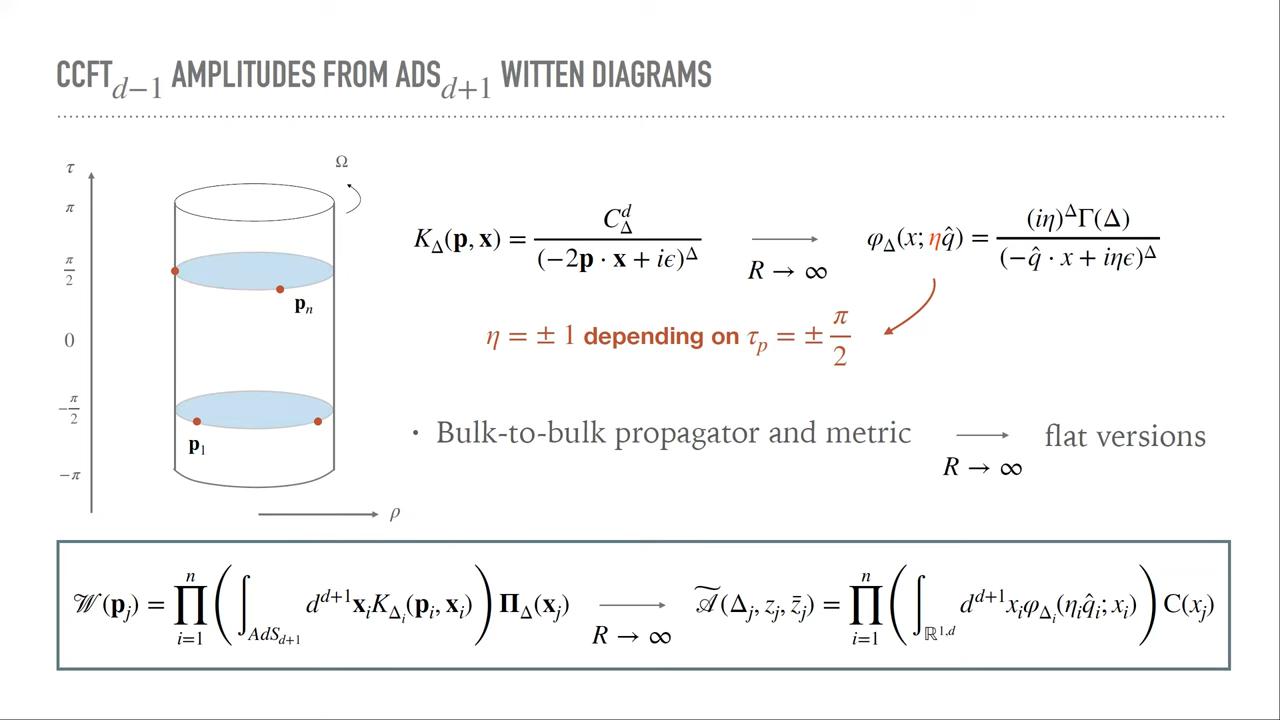 CCFT_{d−1} AMPLITUDES FROM ADS_{d+1} WITTEN DIAGRAMS
τ
π
π/2
0
−π/2
−π
Ω
p_n
p_1
ρ
K_Δ(p, x) = C^d_Δ / (−2p · x + iϵ)^Δ
R → ∞
φ_Δ(x; ηq̂) = (iη)^Δ Γ(Δ) / (−q̂ · x + iηϵ)^Δ
η = ± 1 depending on τ_p = ± π/2
• Bulk-to-bulk propagator and metric
R → ∞
flat versions
𝒲(p_j) = ∏_{i=1}^{n} ( ∫_{AdS_{d+1}} d^{d+1}x_i K_{Δ_i}(p_i, x_i) ) Π_Δ(x_j)
R → ∞
𝒜̃(Δ_j, z_j, z̄_j) = ∏_{i=1}^{n} ( ∫_{ℝ^{1,d}} d^{d+1}x_i φ_{Δ_i}(η_i q̂_i; x_i) ) C(x_j)